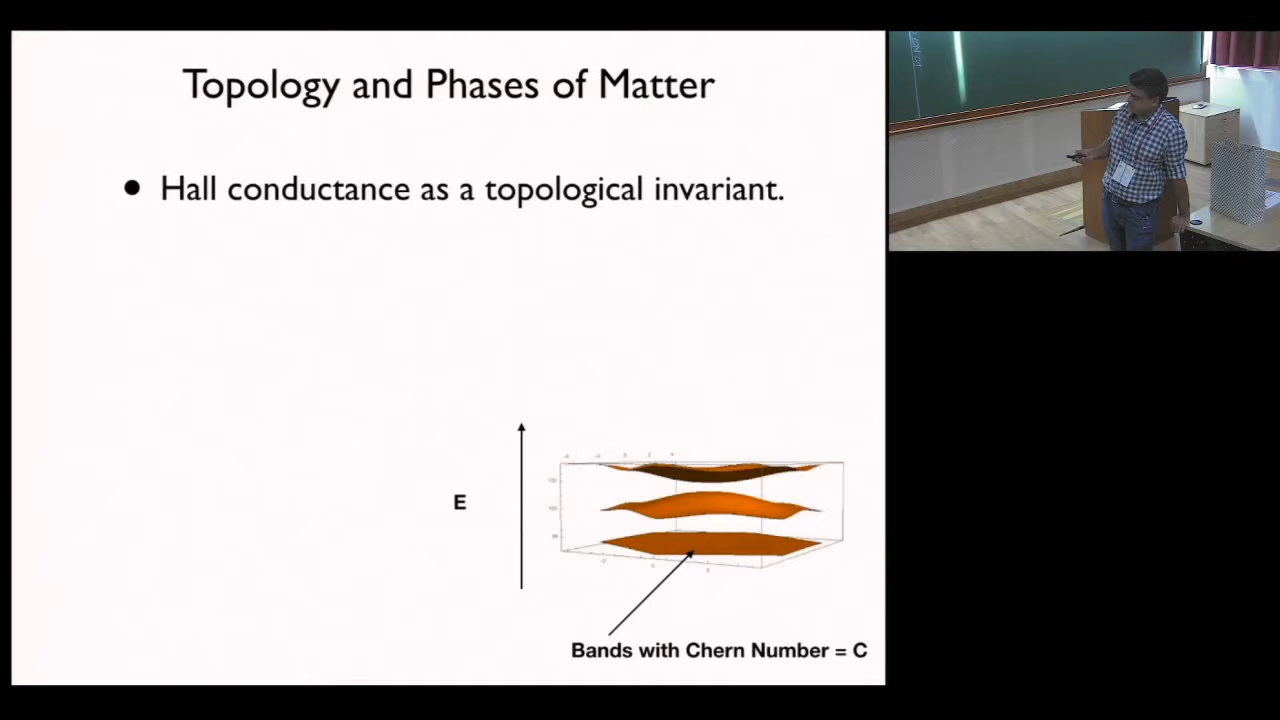 Topology and Phases of Matter
• Hall conductance as a topological invariant.
E
Bands with Chern Number = C